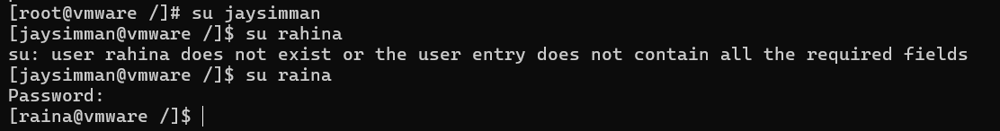 [root@vmware /]# su jaysimman
[jaysimman@vmware /]$ su rahina
su: user rahina does not exist or the user entry does not contain all the required fields
[jaysimman@vmware /]$ su raina
Password:
[raina@vmware /]$